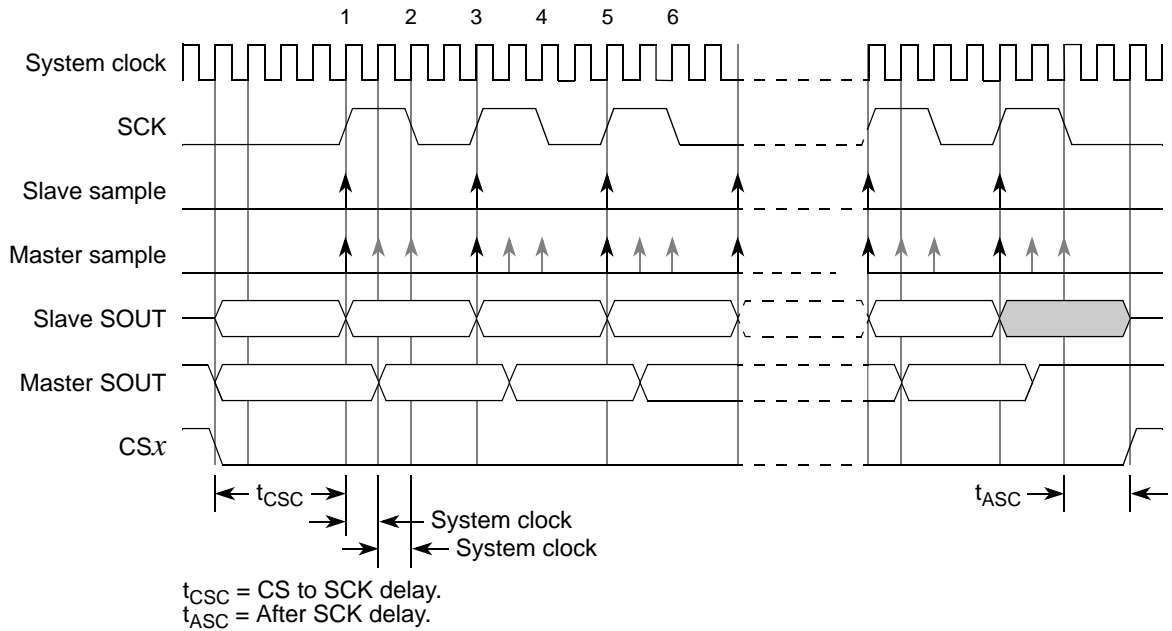 1 2 3 4 5 6
System clock
SCK
Slave sample
Master sample
Slave SOUT
Master SOUT
CSx
tCSC
tASC
System clock
System clock
tCSC = CS to SCK delay.
tASC = After SCK delay.